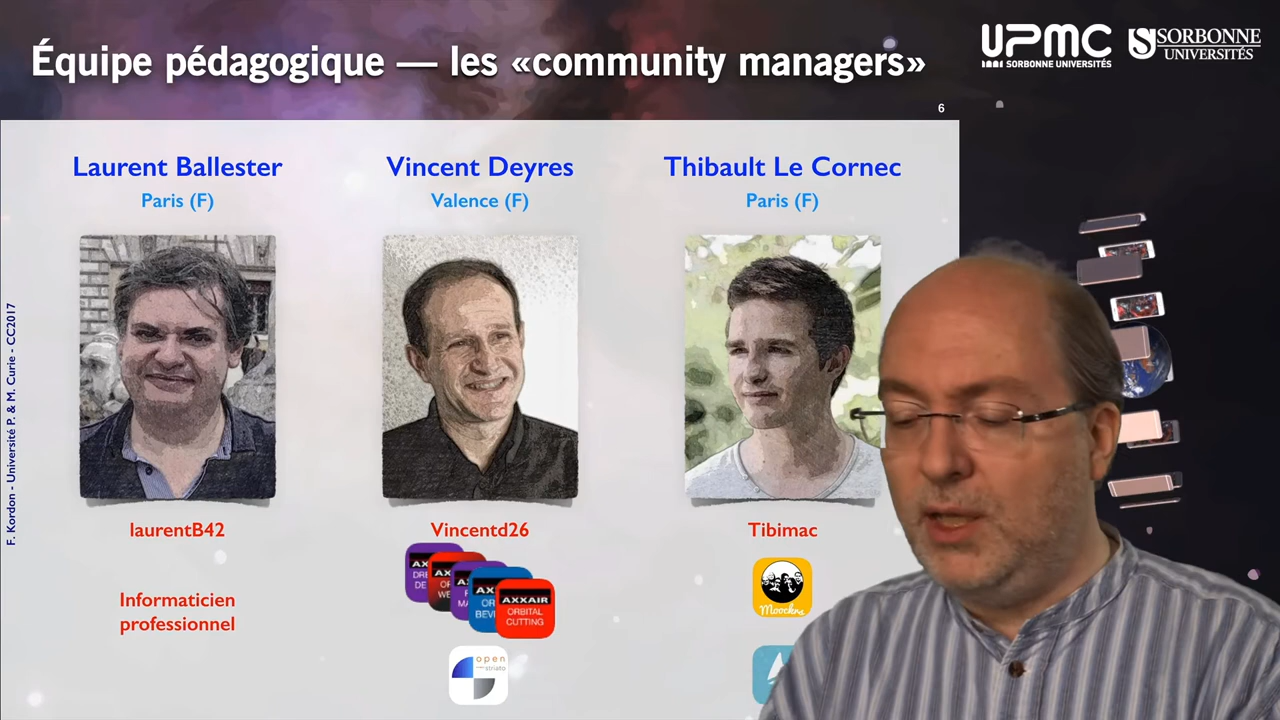 Équipe pédagogique — les «community managers»
UPMC
SORBONNE UNIVERSITÉS
SORBONNE
UNIVERSITÉS
6
Laurent Ballester
Paris (F)
Vincent Deyres
Valence (F)
Thibault Le Cornec
Paris (F)
F. Kordon - Université P. & M. Curie - CC2017
laurentB42
Informaticien
professionnel
Vincentd26
AXXAIR
ORBITAL
CUTTING
open
Tibimac
Moockns